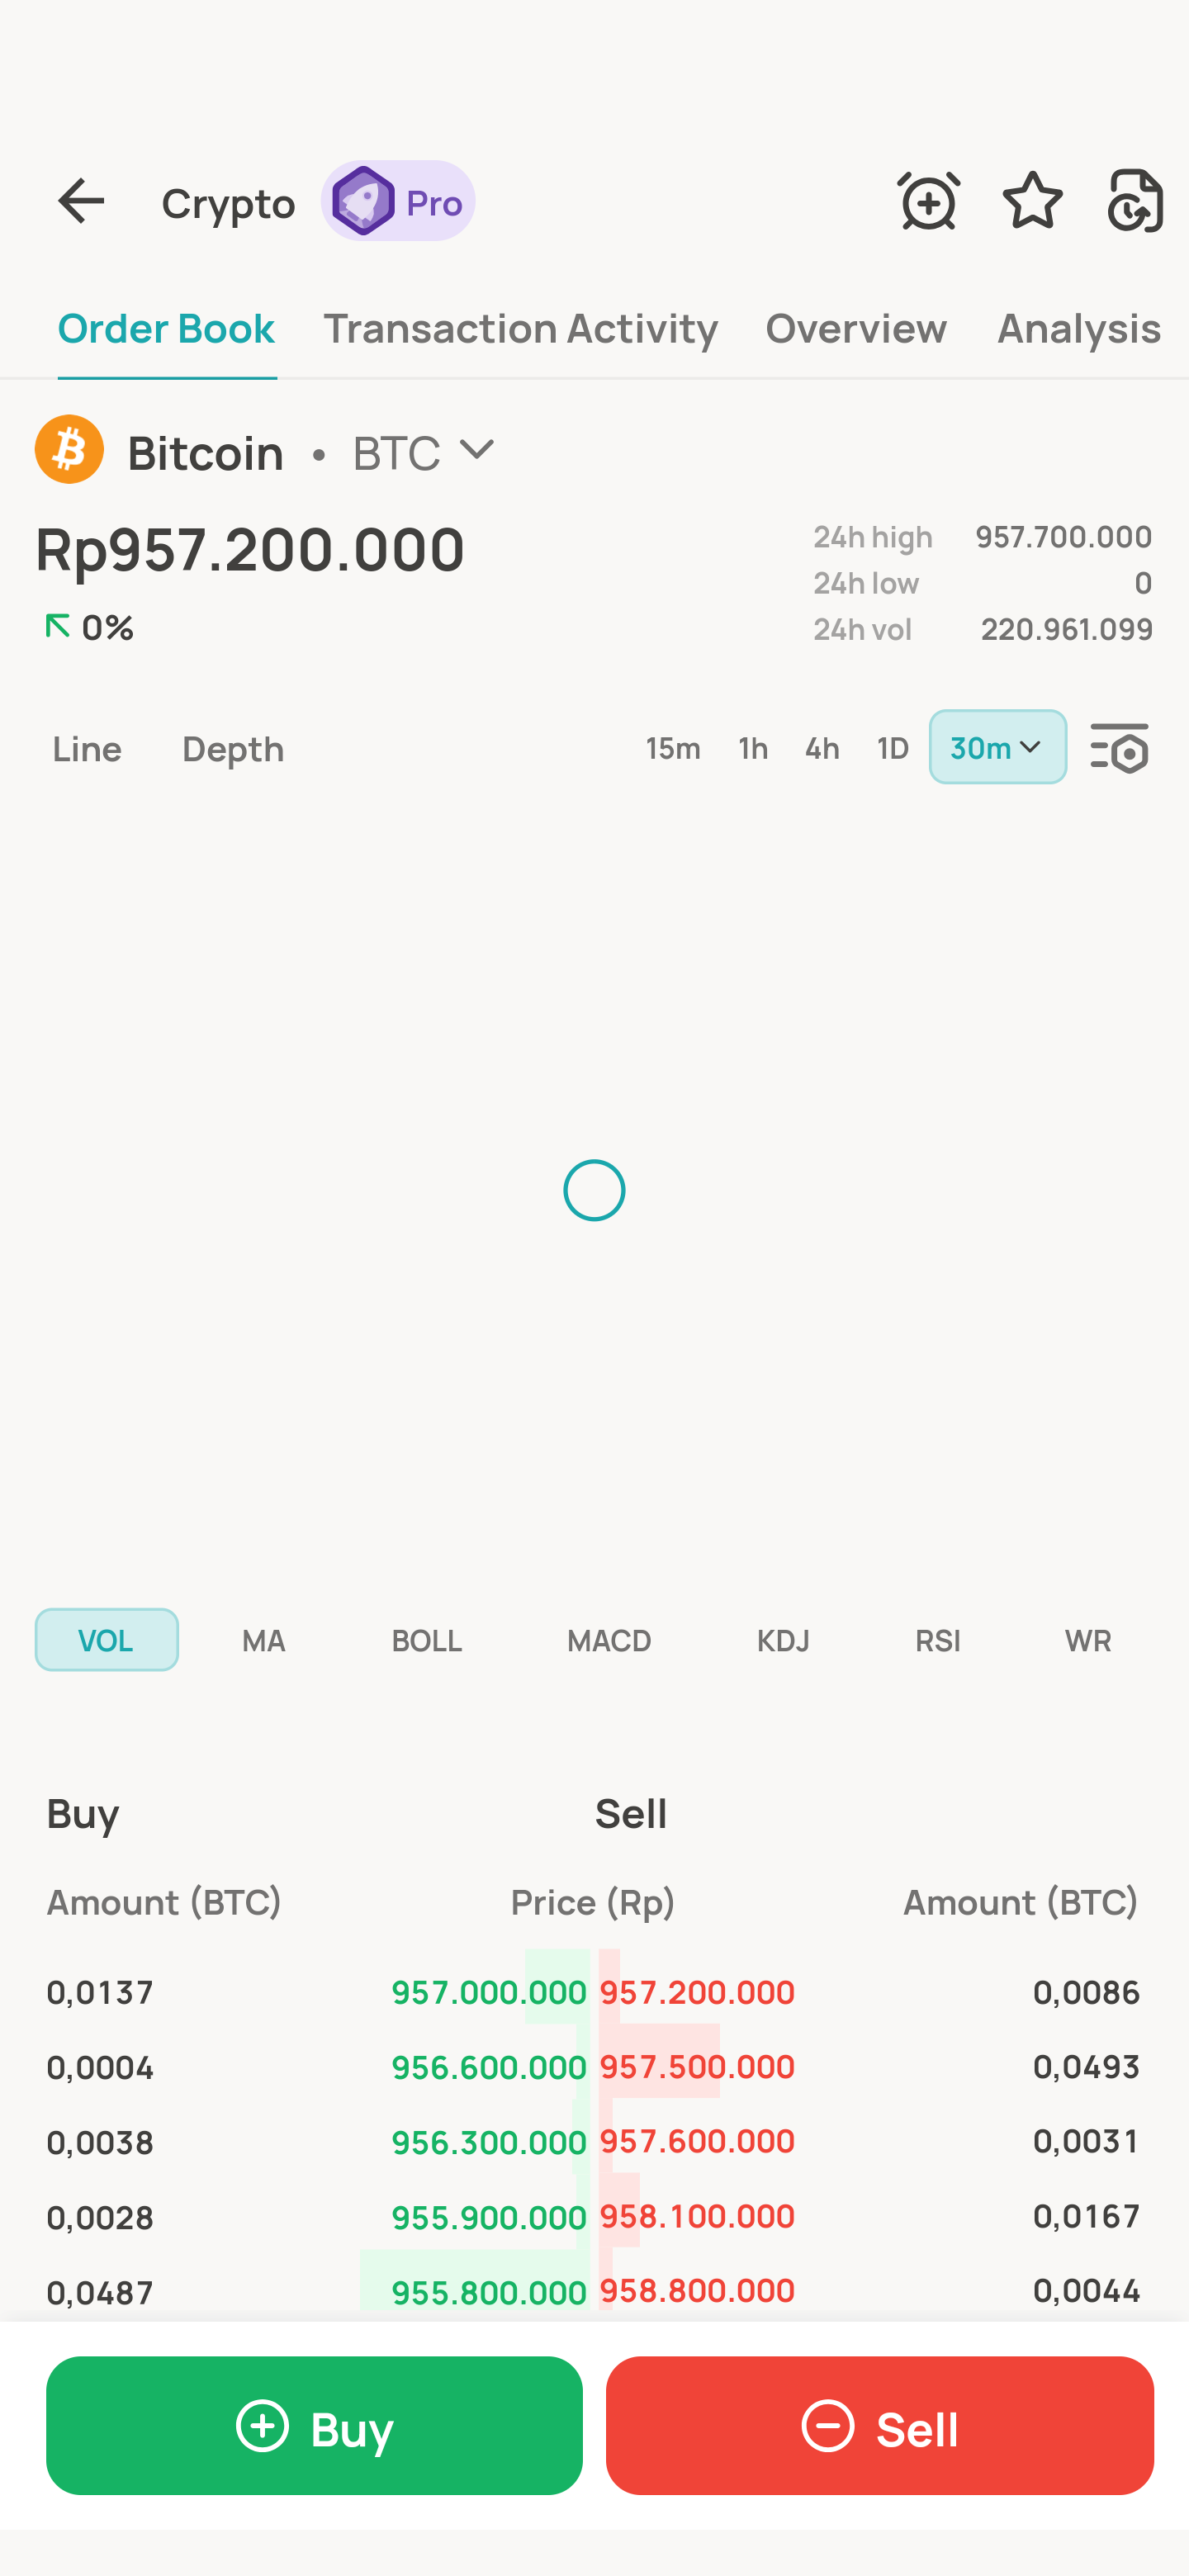 Crypto Pro
Order Book Transaction Activity Overview Analysis
Bitcoin • BTC
Rp957.200.000
0%
24h high 957.700.000
24h low 0
24h vol 220.961.099
Line Depth 15m 1h 4h 1D 30m
VOL MA BOLL MACD KDJ RSI WR
Buy Sell
Amount (BTC) Price (Rp) Amount (BTC)
0,0137 957.000.000 957.200.000 0,0086
0,0004 956.600.000 957.500.000 0,0493
0,0038 956.300.000 957.600.000 0,0031
0,0028 955.900.000 958.100.000 0,0167
0,0487 955.800.000 958.800.000 0,0044
Buy Sell